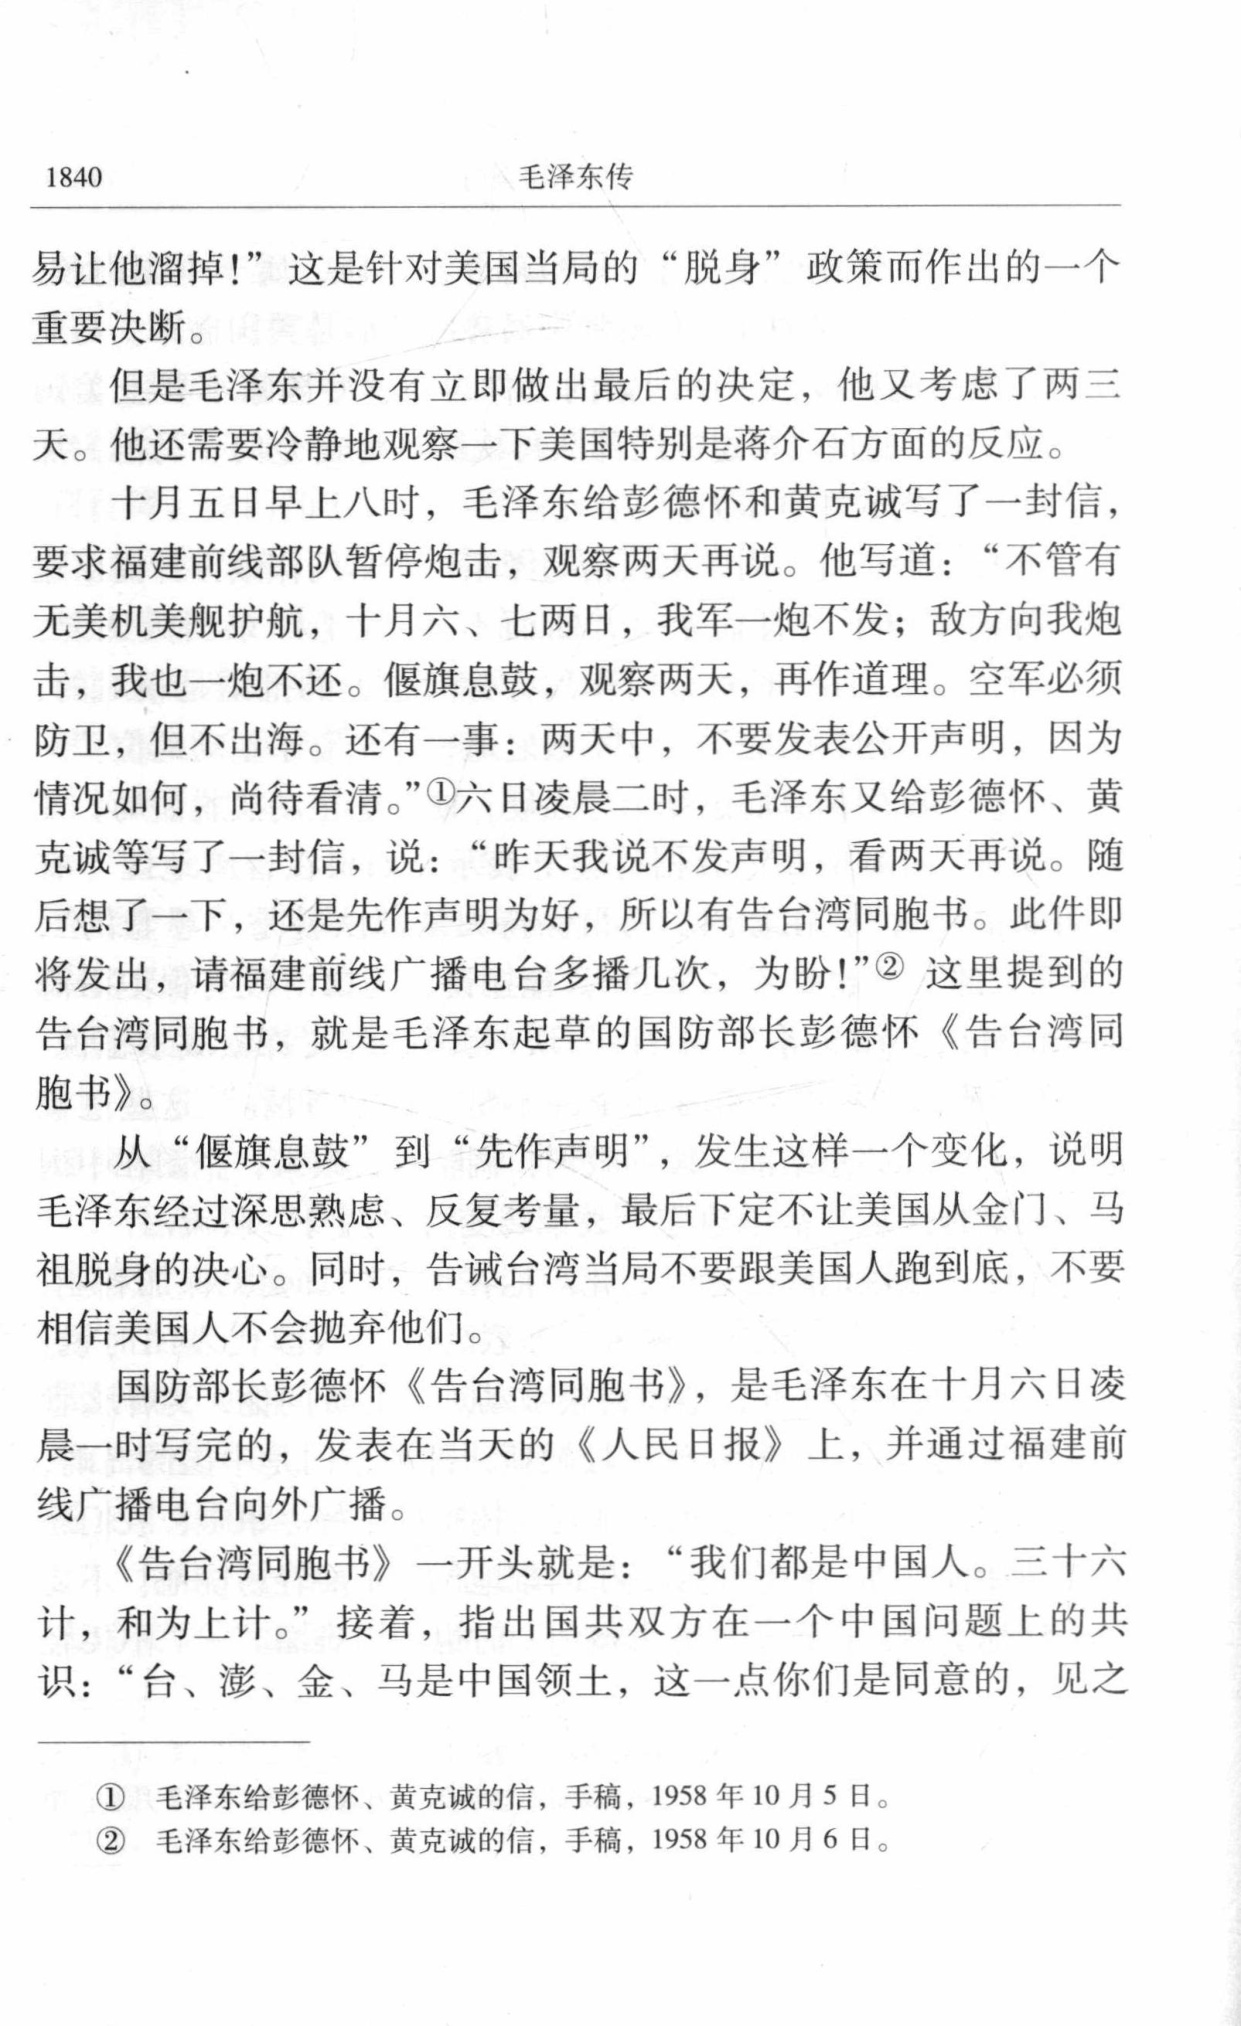 1840
毛泽东传
易让他溜掉！”这是针对美国当局的“脱身”政策而作出的一个
重要决断。
但是毛泽东并没有立即做出最后的决定，他又考虑了两三
天。他还需要冷静地观察一下美国特别是蒋介石方面的反应。
十月五日早上八时，毛泽东给彭德怀和黄克诚写了一封信，
要求福建前线部队暂停炮击，观察两天再说。他写道：“不管有
无美机美舰护航，十月六、七两日，我军一炮不发；敌方向我炮
击，我也一炮不还。偃旗息鼓，观察两天，再作道理。空军必须
防卫，但不出海。还有一事：两天中，不要发表公开声明，因为
情况如何，尚待看清。”①六日凌晨二时，毛泽东又给彭德怀、黄
克诚等写了一封信，说：“昨天我说不发声明，看两天再说。随
后想了一下，还是先作声明为好，所以有告台湾同胞书。此件即
将发出，请福建前线广播电台多播几次，为盼！”② 这里提到的
告台湾同胞书，就是毛泽东起草的国防部长彭德怀《告台湾同
胞书》。
从“偃旗息鼓”到“先作声明”，发生这样一个变化，说明
毛泽东经过深思熟虑、反复考量，最后下定不让美国从金门、马
祖脱身的决心。同时，告诫台湾当局不要跟美国人跑到底，不要
相信美国人不会抛弃他们。
国防部长彭德怀《告台湾同胞书》，是毛泽东在十月六日凌
晨一时写完的，发表在当天的《人民日报》上，并通过福建前
线广播电台向外广播。
《告台湾同胞书》一开头就是：“我们都是中国人。三十六
计，和为上计。”接着，指出国共双方在一个中国问题上的共
识：“台、澎、金、马是中国领土，这一点你们是同意的，见之
① 毛泽东给彭德怀、黄克诚的信，手稿，1958年10月5日。
② 毛泽东给彭德怀、黄克诚的信，手稿，1958年10月6日。